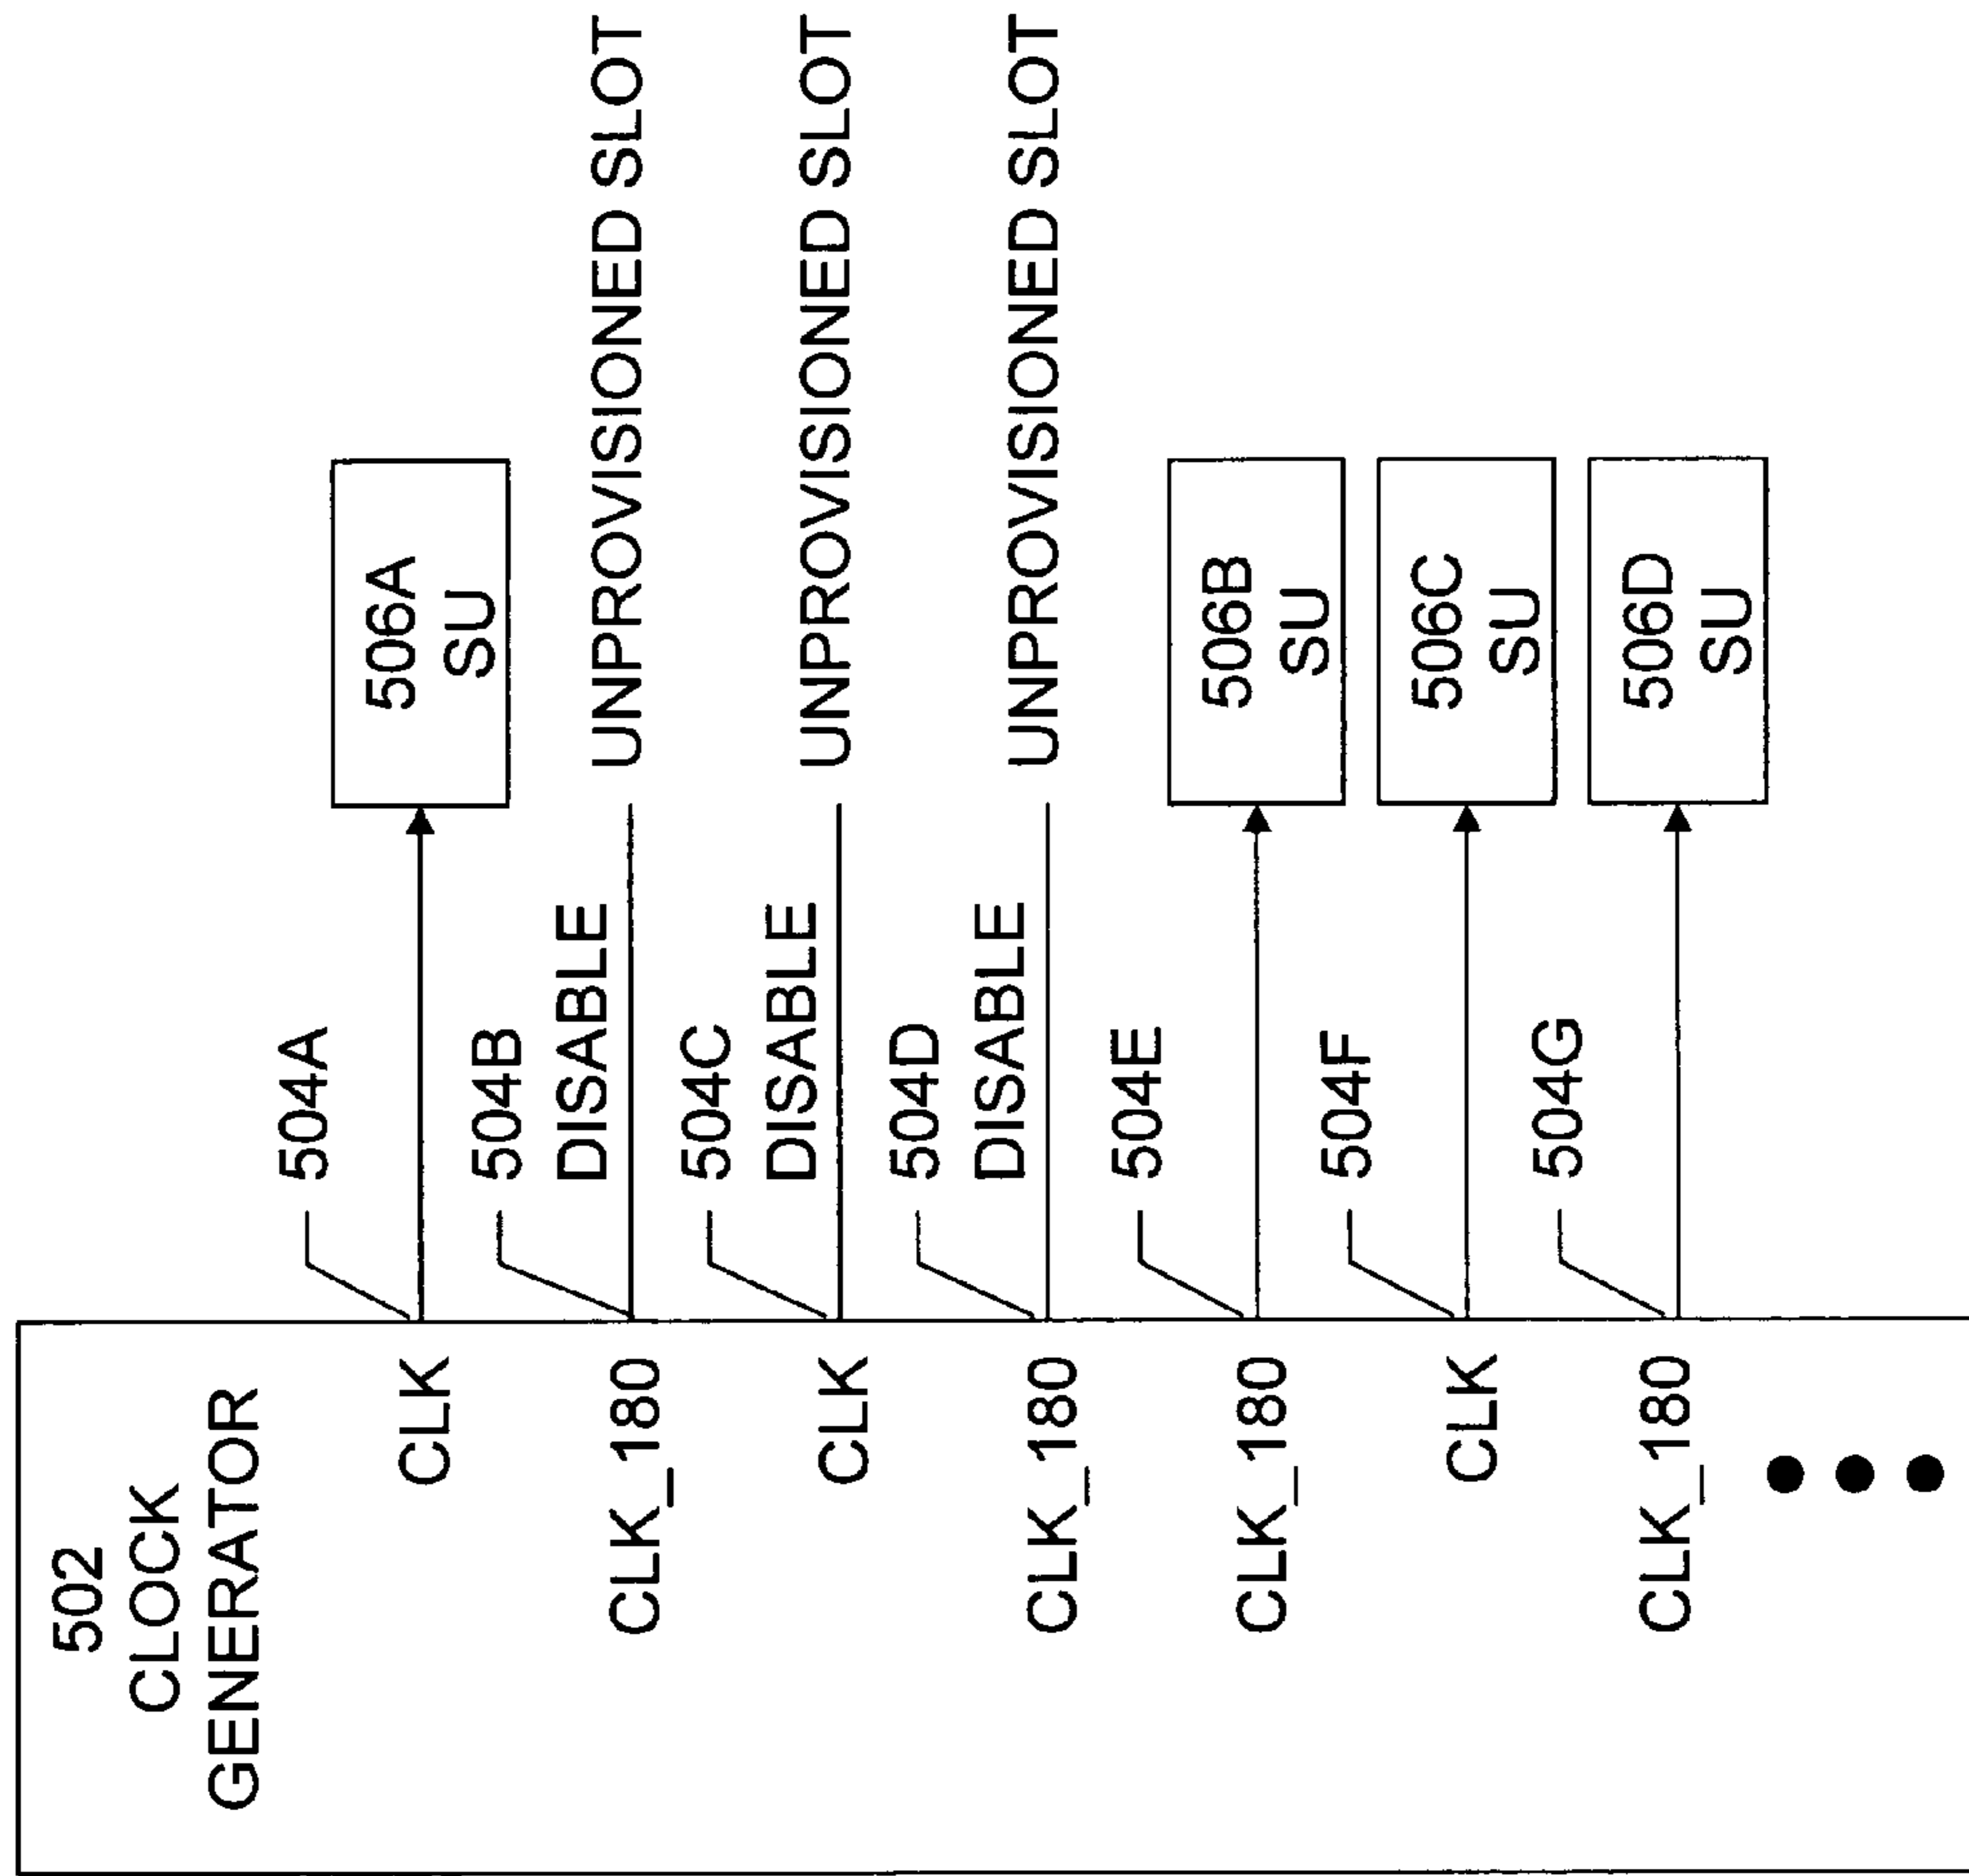 502
CLOCK
GENERATOR
CLK
504A
506A
SU
CLK_180
504B
DISABLE
UNPROVISIONED SLOT
CLK
504C
DISABLE
UNPROVISIONED SLOT
CLK_180
504D
DISABLE
UNPROVISIONED SLOT
CLK_180
504E
506B
SU
CLK
504F
506C
SU
CLK_180
504G
506D
SU